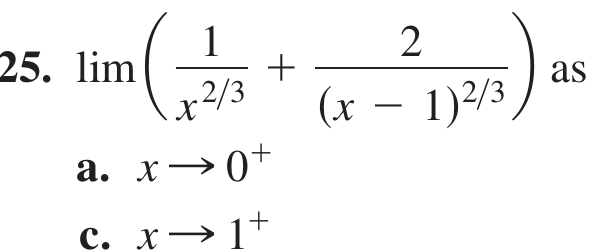 25. lim(1/x^{2/3} + 2/(x − 1)^{2/3}) as
a. x → 0⁺
c. x → 1⁺